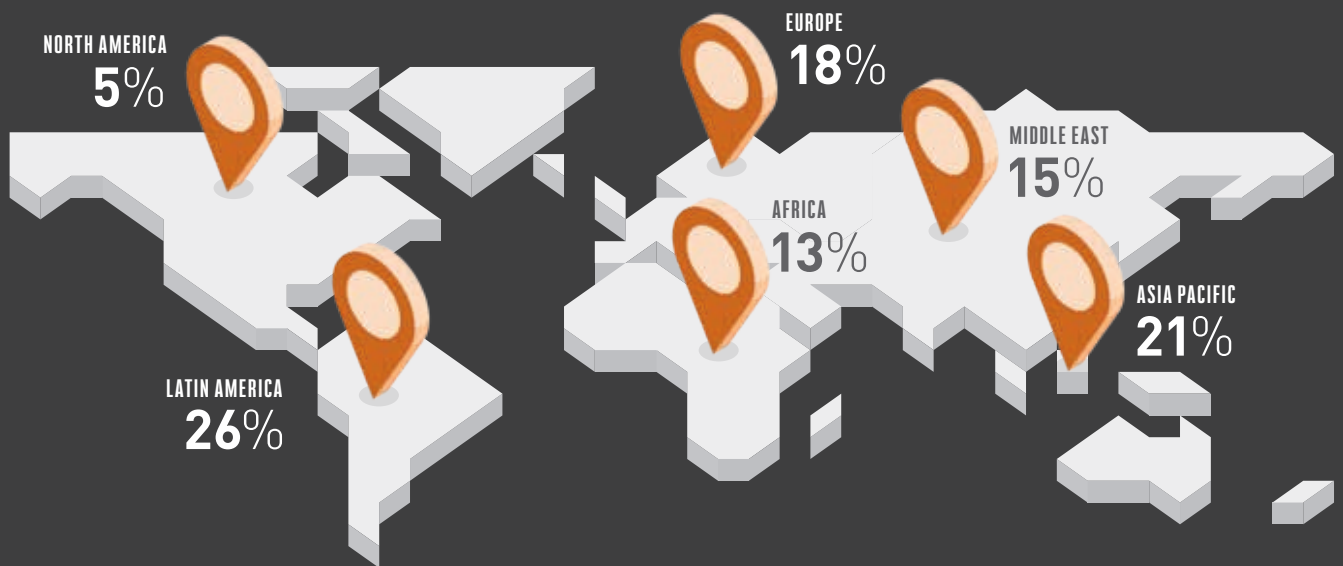 NORTH AMERICA
5%
EUROPE
18%
MIDDLE EAST
15%
AFRICA
13%
ASIA PACIFIC
21%
LATIN AMERICA
26%